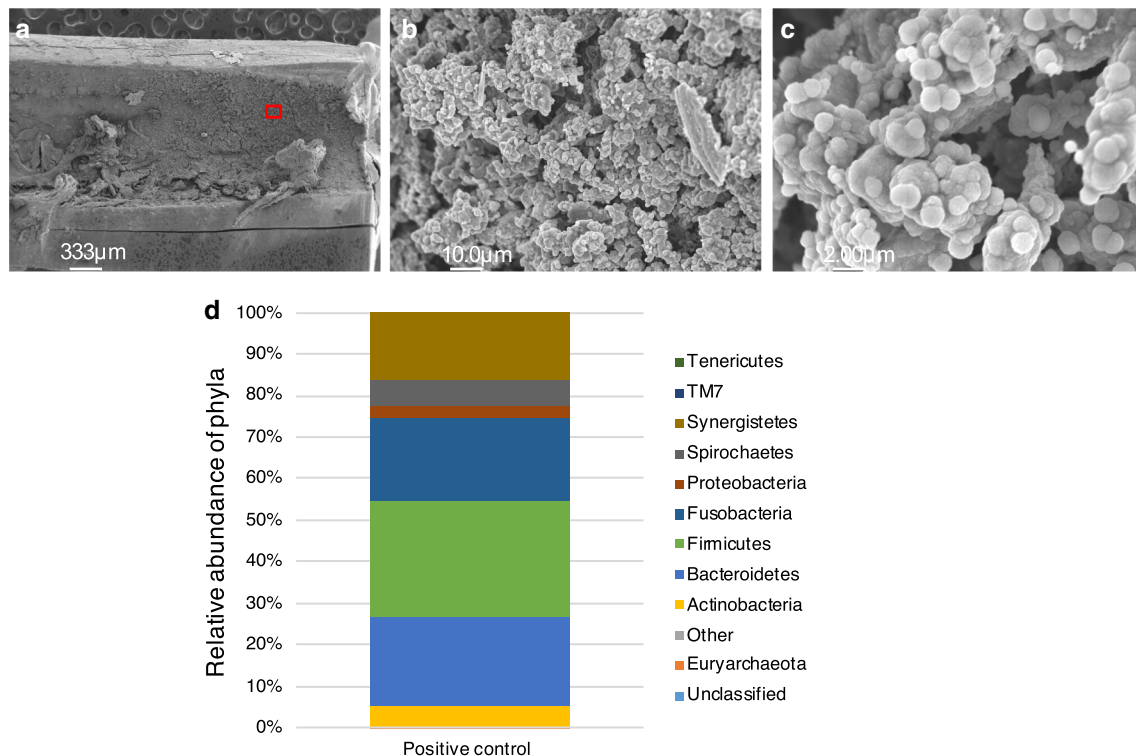 a
b
c
333µm
10.0µm
2.00µm
d
Relative abundance of phyla
100%
90%
80%
70%
60%
50%
40%
30%
20%
10%
0%
Positive control
Tenericutes
TM7
Synergistetes
Spirochaetes
Proteobacteria
Fusobacteria
Firmicutes
Bacteroidetes
Actinobacteria
Other
Euryarchaeota
Unclassified